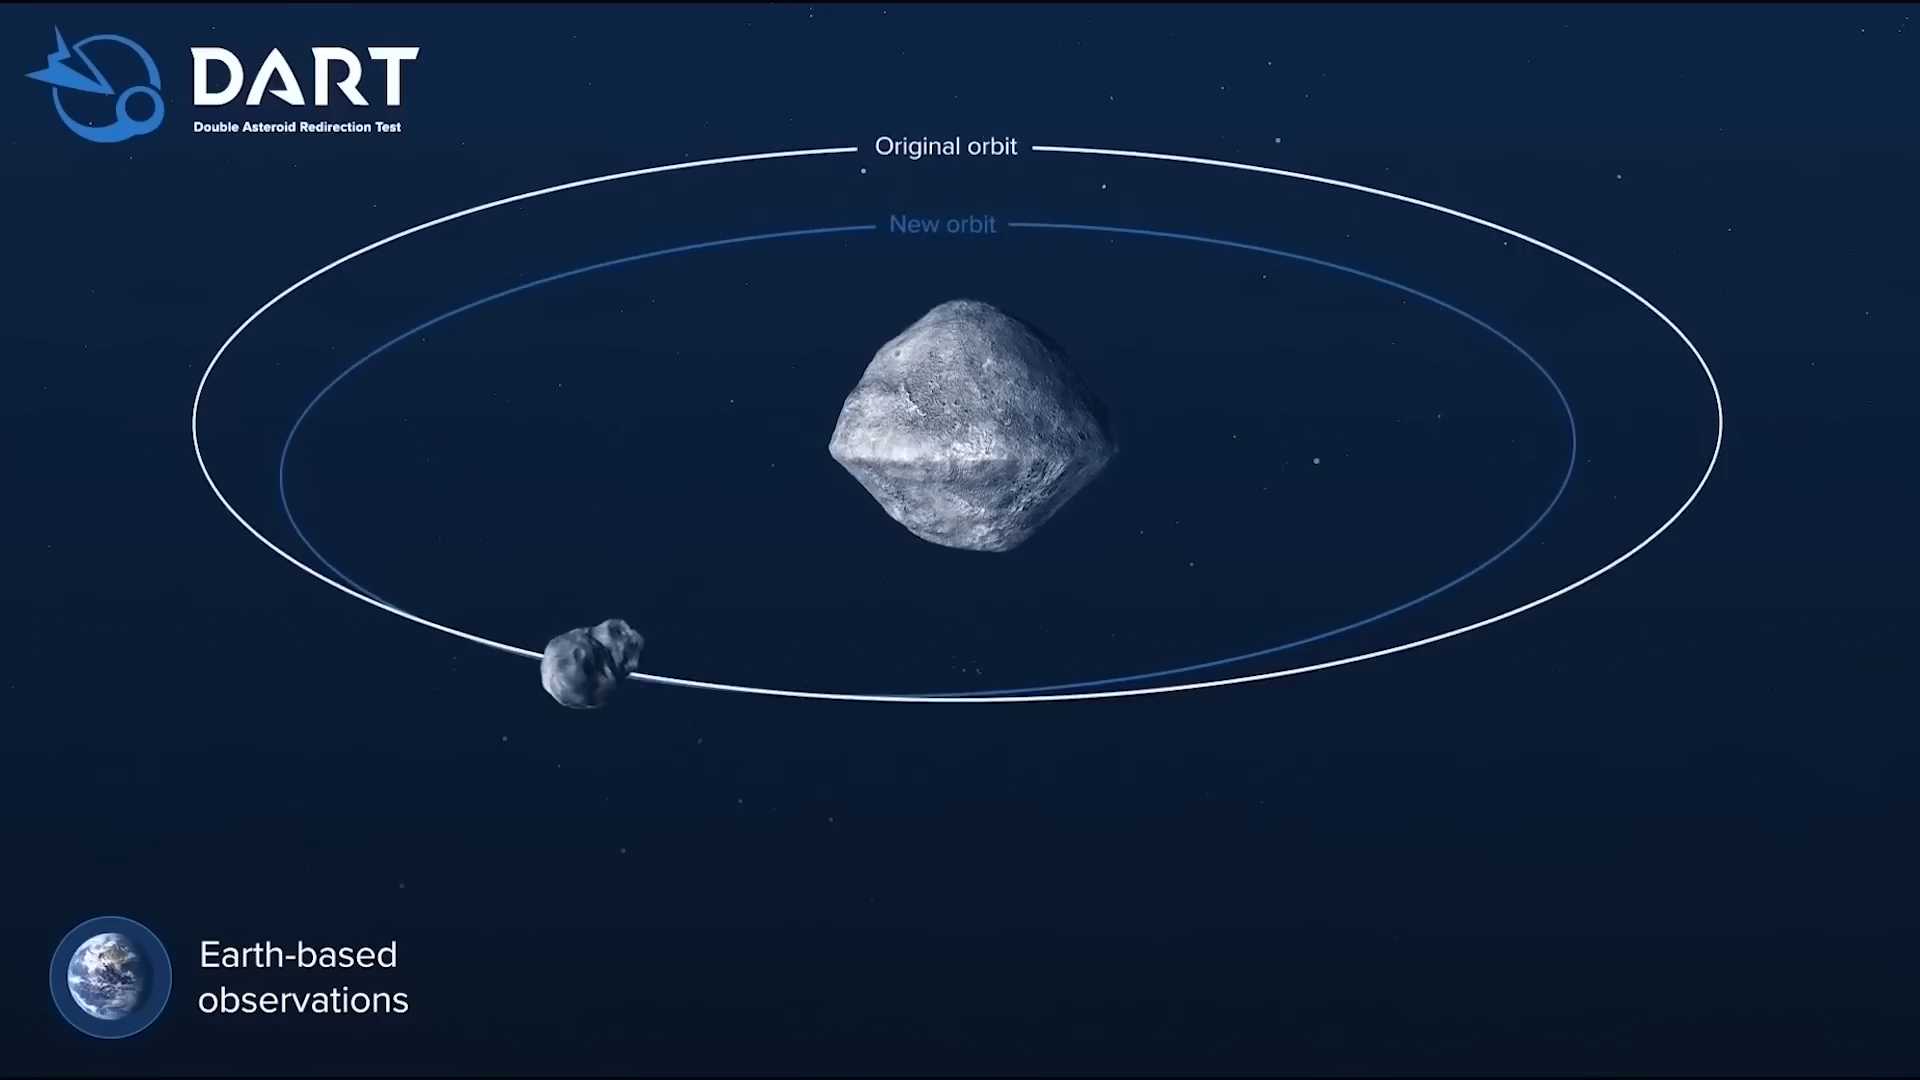 DART
Double Asteroid Redirection Test
Original orbit
New orbit
Earth-based
observations